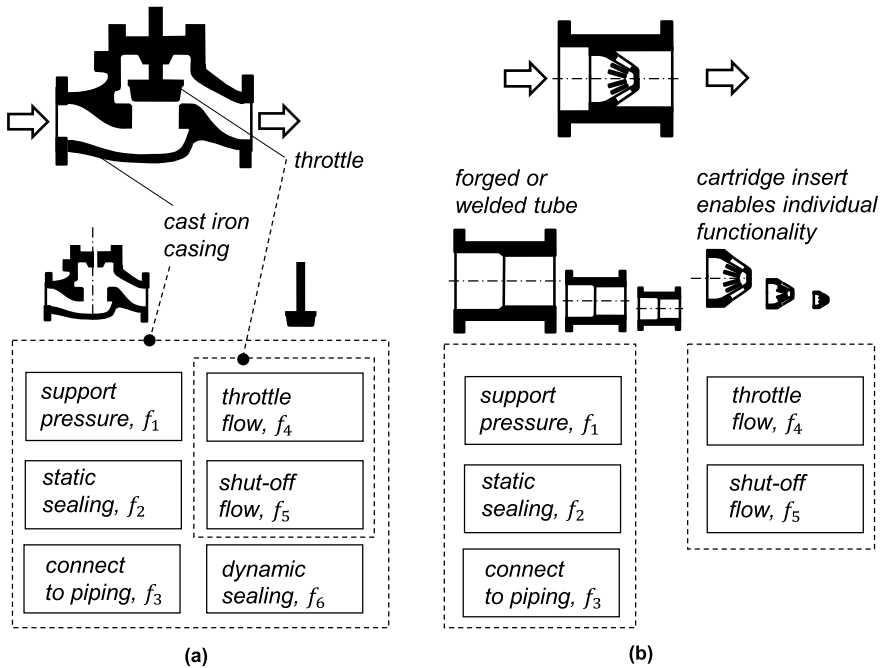 throttle
cast iron
casing
support
pressure, f₁
throttle
flow, f₄
static
sealing, f₂
shut-off
flow, f₅
connect
to piping, f₃
dynamic
sealing, f₆
(a)
forged or
welded tube
cartridge insert
enables individual
functionality
support
pressure, f₁
throttle
flow, f₄
static
sealing, f₂
shut-off
flow, f₅
connect
to piping, f₃
(b)